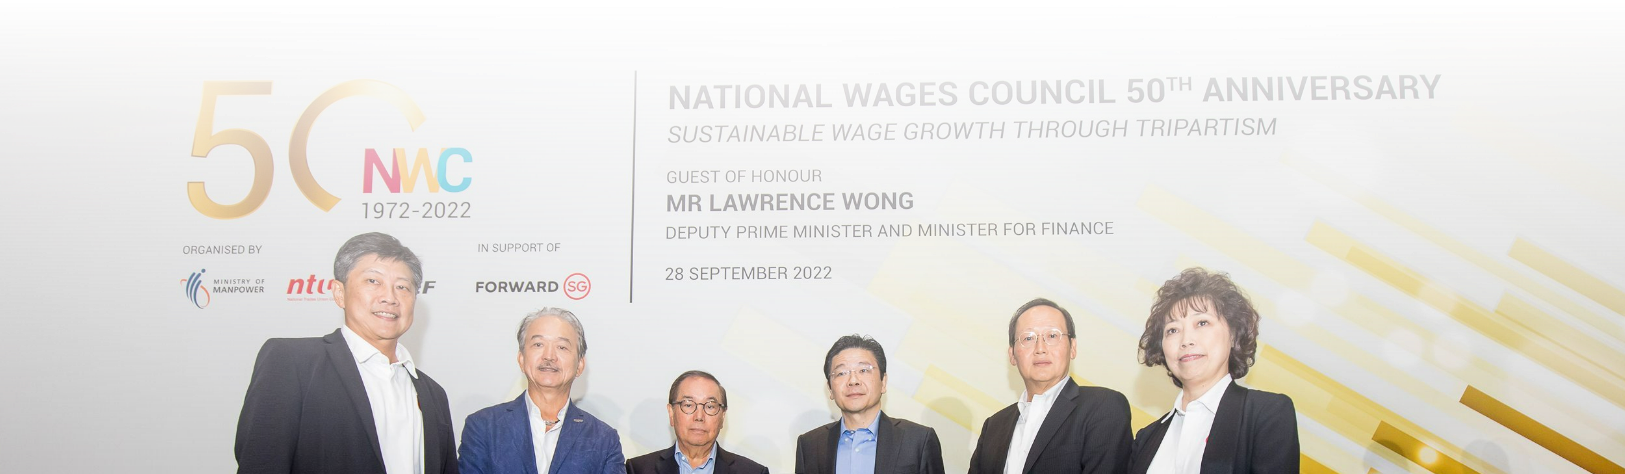 50
NWC
1972-2022
NATIONAL WAGES COUNCIL 50TH ANNIVERSARY
SUSTAINABLE WAGE GROWTH THROUGH TRIPARTISM
GUEST OF HONOUR
MR LAWRENCE WONG
DEPUTY PRIME MINISTER AND MINISTER FOR FINANCE
28 SEPTEMBER 2022
ORGANISED BY
MINISTRY OF
MANPOWER
IN SUPPORT OF
FORWARD SG